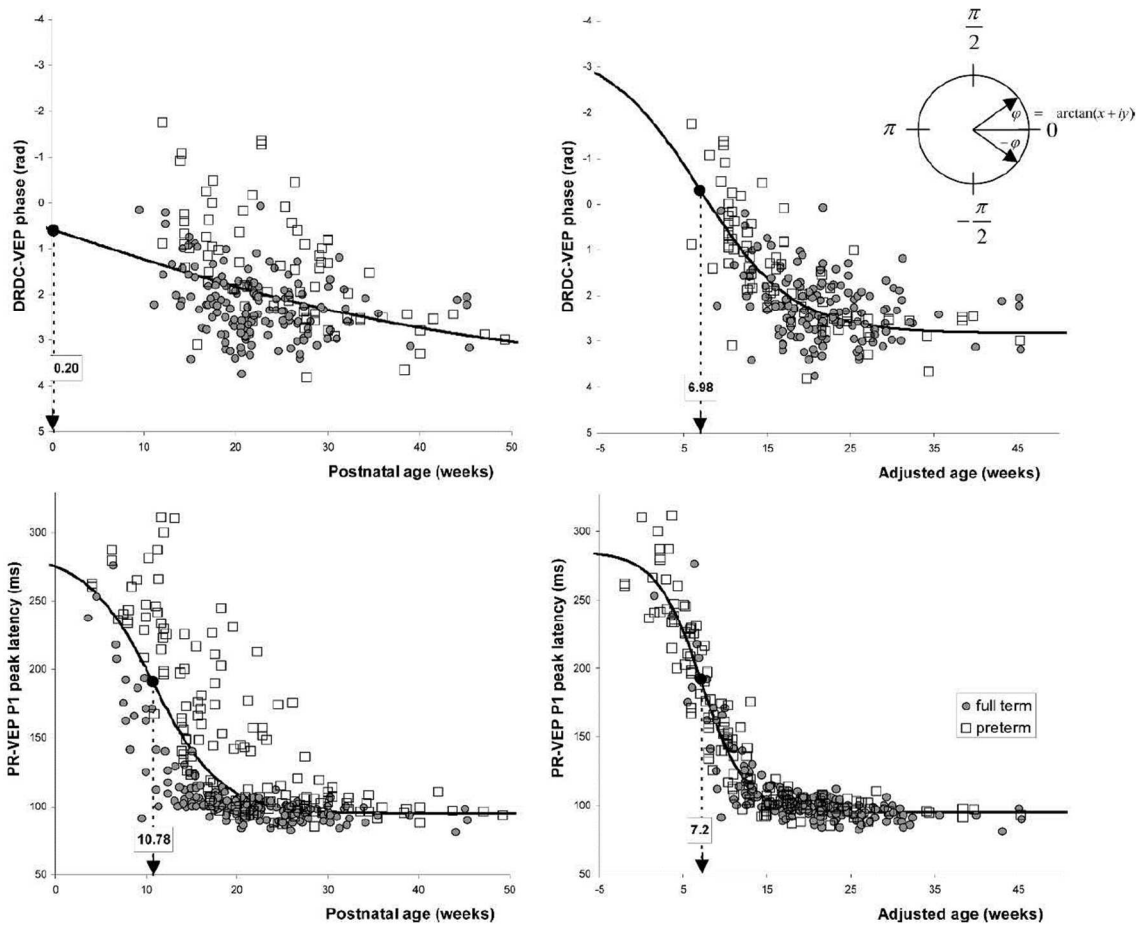 -4
-3
-2
-1
0
1
2
3
4
5
DRDC-VEP phase (rad)
0.20
0 10 20 30 40 50
Postnatal age (weeks)
-4
-3
-2
-1
0
1
2
3
4
5
DRDC-VEP phase (rad)
6.98
-5 5 15 25 35 45
Adjusted age (weeks)
π
2
π
φ = arctan(x + iy)
0
-φ
-π
2
300
250
200
150
100
50
PR-VEP P1 peak latency (ms)
10.78
0 10 20 30 40 50
Postnatal age (weeks)
300
250
200
150
100
50
PR-VEP P1 peak latency (ms)
full term
preterm
7.2
-5 5 15 25 35 45
Adjusted age (weeks)